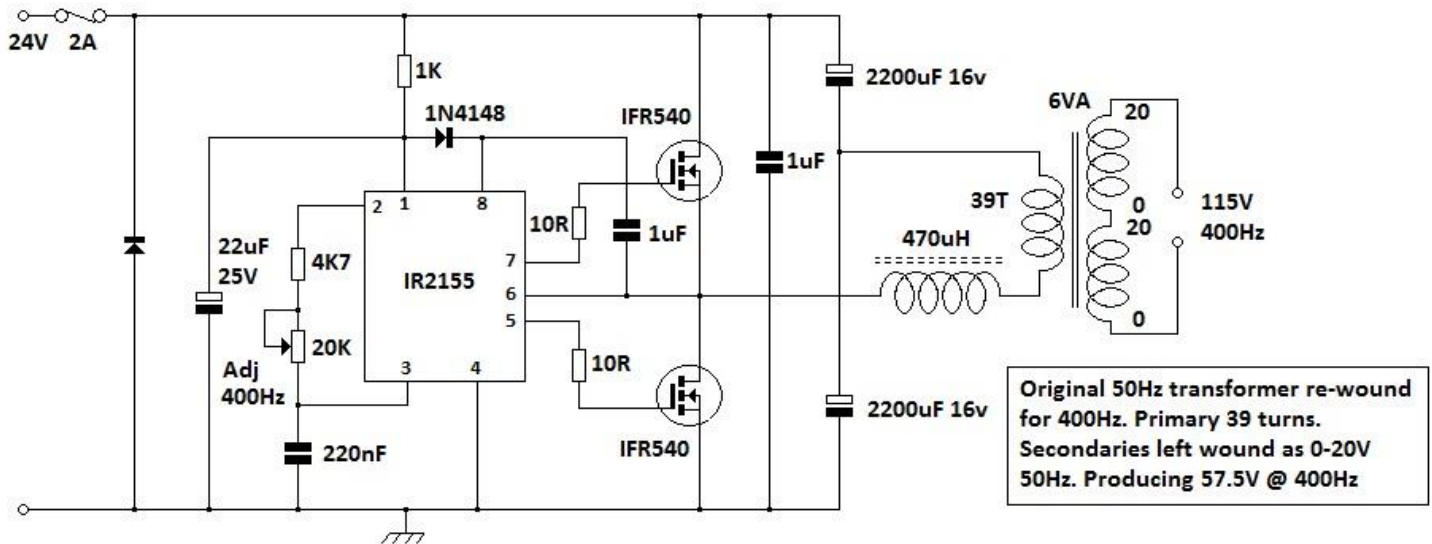 24V 2A
1K
1N4148
2
1
8
7
6
5
3
4
IR2155
22uF
25V
4K7
20K
Adj
400Hz
220nF
10R
10R
1uF
IFR540
IFR540
1uF
2200uF 16v
2200uF 16v
470uH
39T
6VA
20
0
20
0
115V
400Hz
Original 50Hz transformer re-wound
for 400Hz. Primary 39 turns.
Secondaries left wound as 0-20V
50Hz. Producing 57.5V @ 400Hz